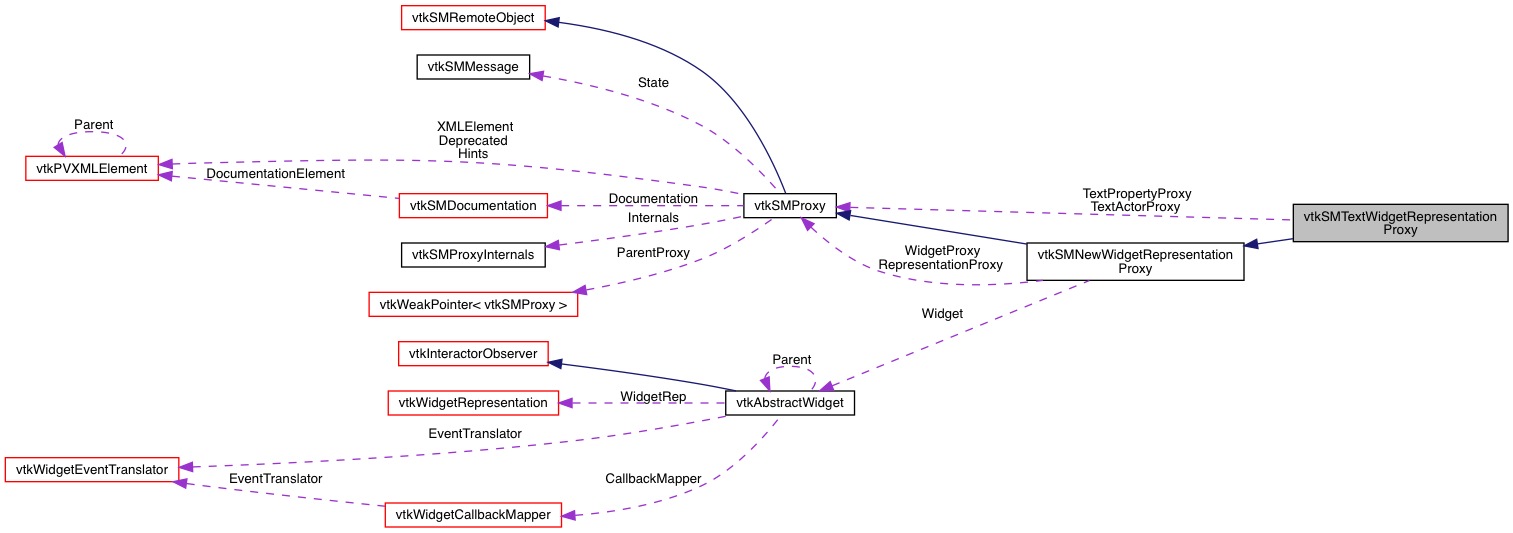 vtkSMRemoteObject
vtkSMMessage
State
Parent
XMLElement
Deprecated
Hints
vtkPVXMLElement
DocumentationElement
vtkSMDocumentation
Documentation
vtkSMProxy
TextPropertyProxy
TextActorProxy
vtkSMTextWidgetRepresentation
Proxy
Internals
vtkSMProxyInternals
ParentProxy
WidgetProxy
RepresentationProxy
vtkSMNewWidgetRepresentation
Proxy
vtkWeakPointer< vtkSMProxy >
Widget
vtkInteractorObserver
Parent
vtkWidgetRepresentation
WidgetRep
vtkAbstractWidget
EventTranslator
vtkWidgetEventTranslator
EventTranslator
CallbackMapper
vtkWidgetCallbackMapper